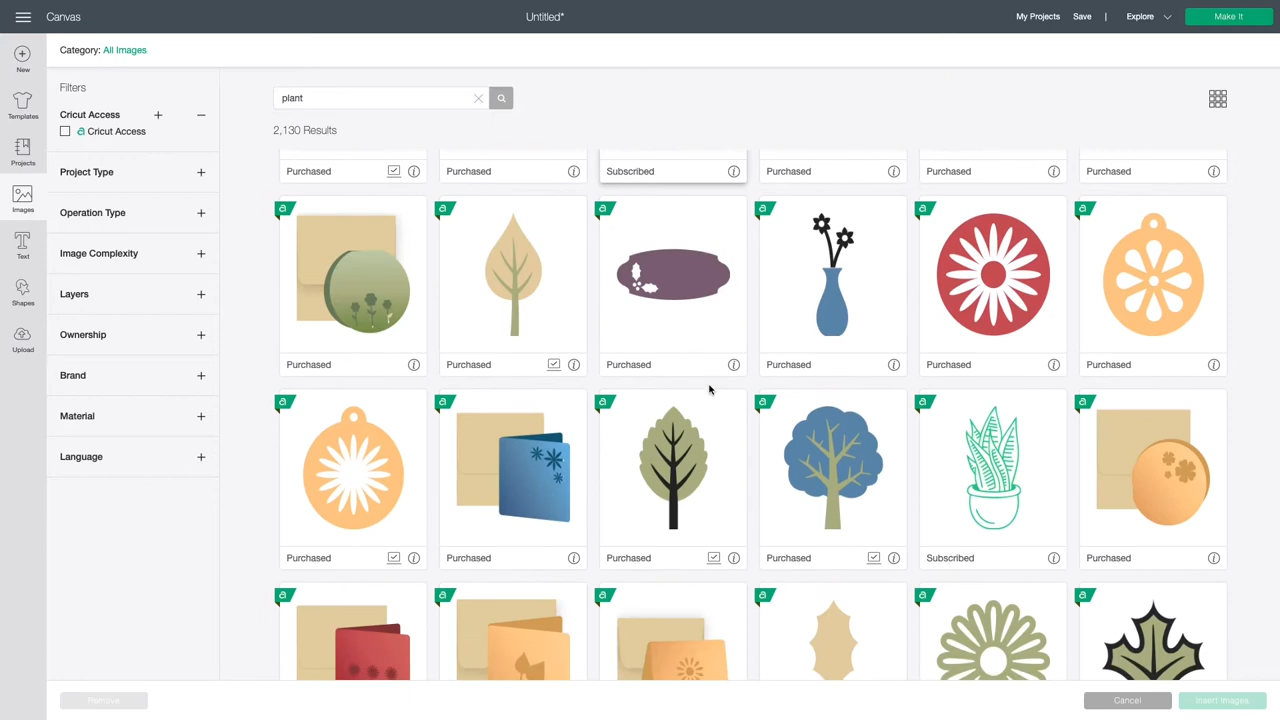 Canvas
Untitled*
My Projects Save | Explore Make It
Category: All Images
New
Templates
Projects
Images
Text
Shapes
Upload
Filters
Cricut Access
Cricut Access
Project Type
Operation Type
Image Complexity
Layers
Ownership
Brand
Material
Language
plant
2,130 Results
Purchased Purchased Subscribed Purchased Purchased Purchased
Purchased Purchased Purchased Purchased Purchased Purchased
Purchased Purchased Purchased Purchased Subscribed Purchased
Remove
Cancel Insert Images